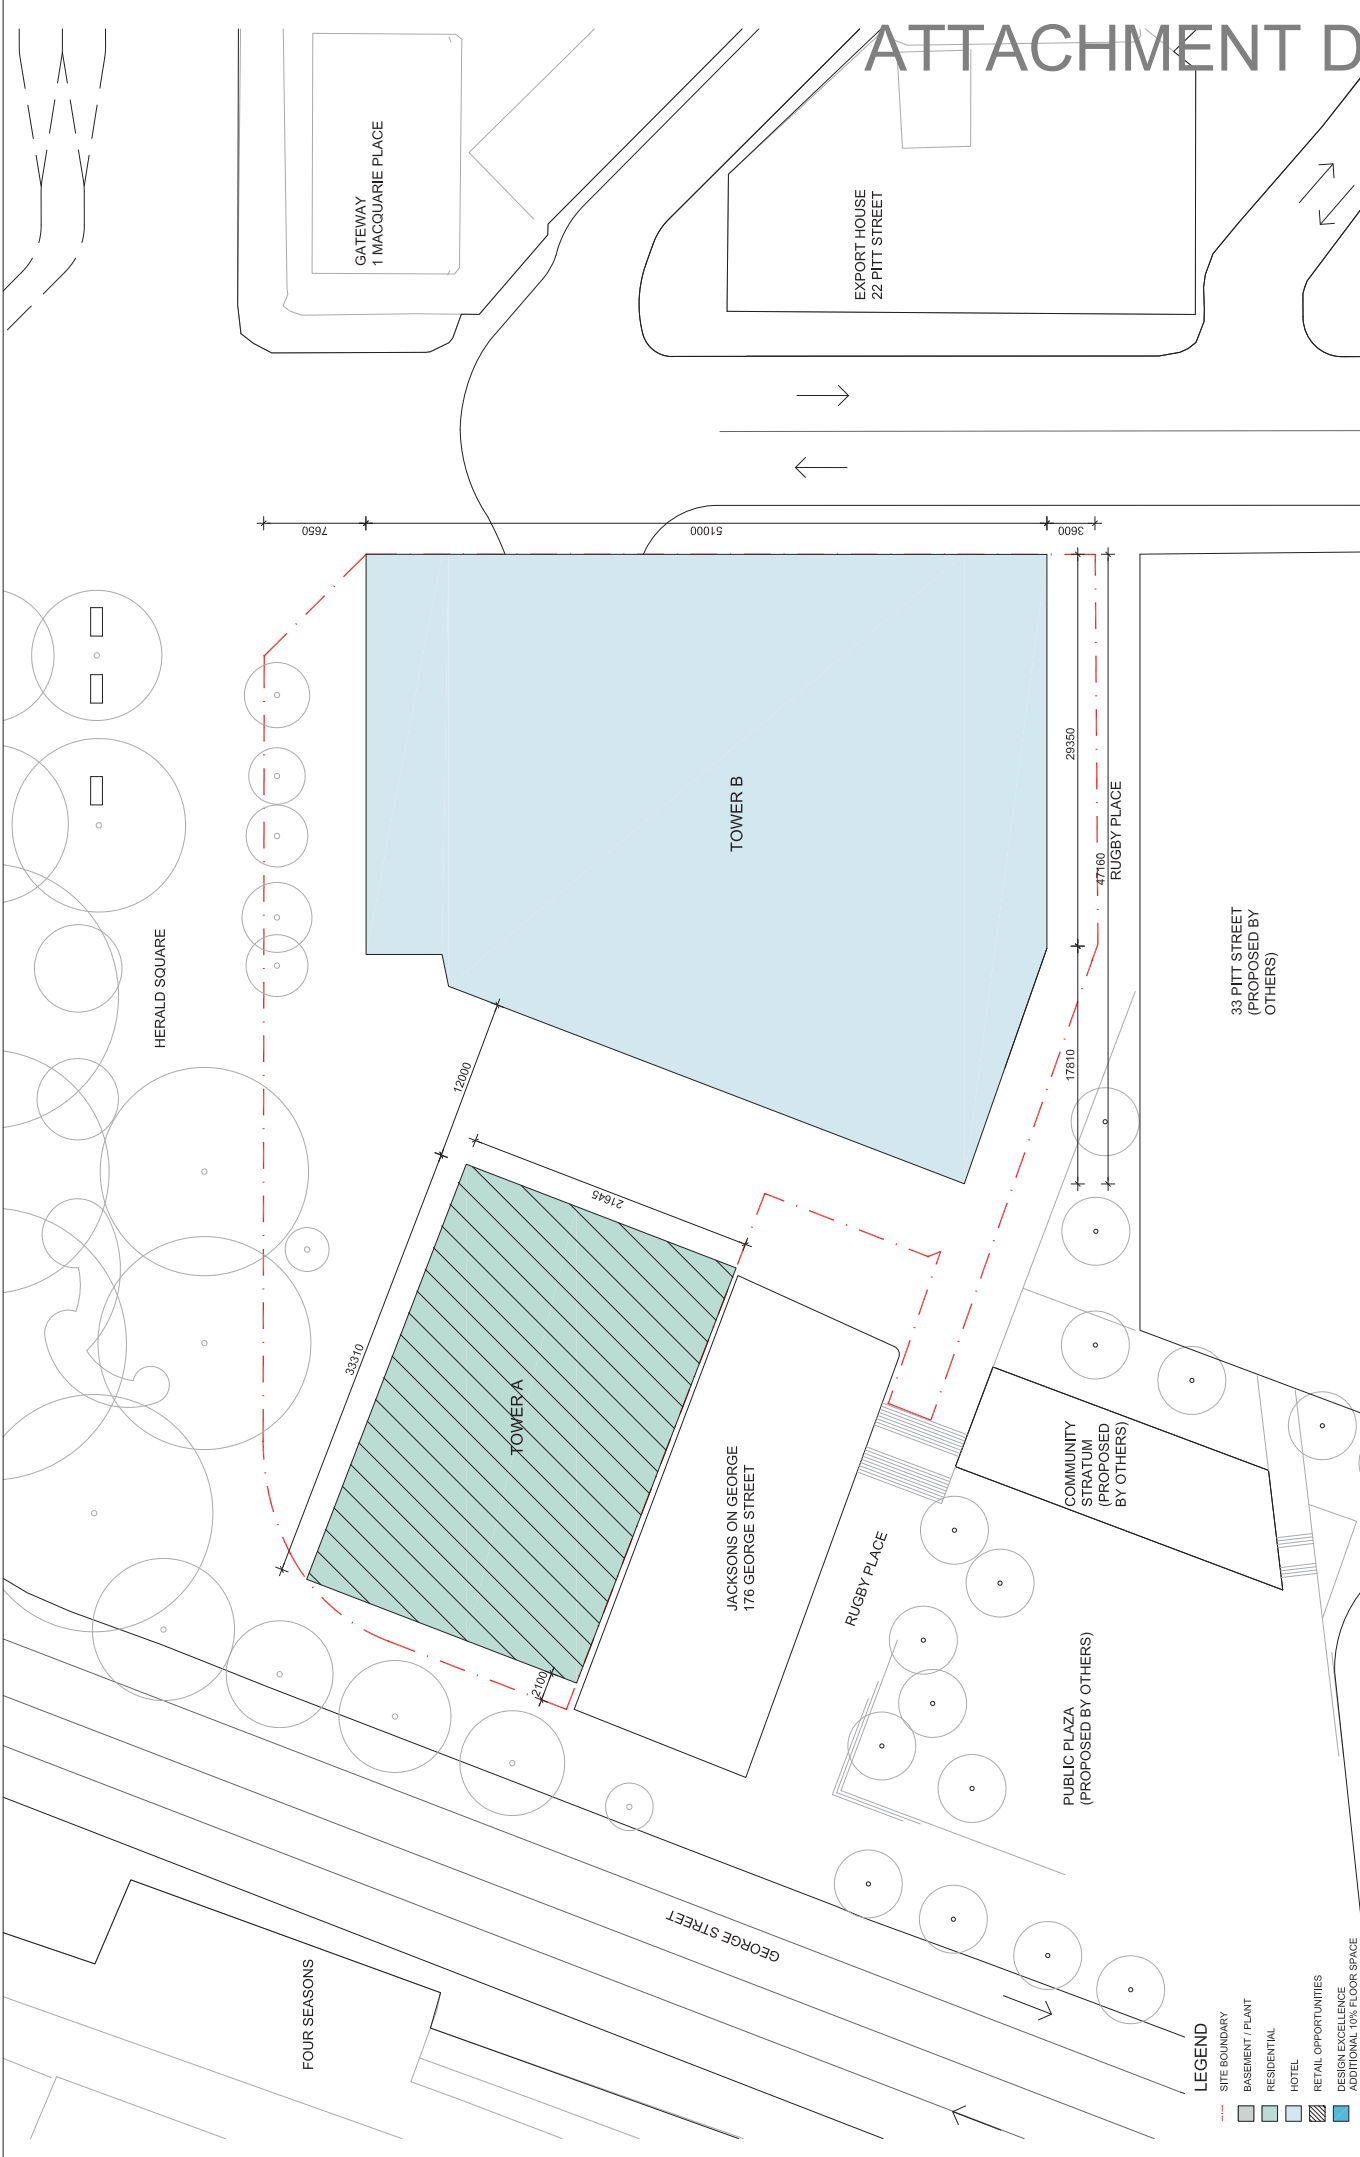 ATTACHMENT D
GATEWAY
1 MACQUARIE PLACE
EXPORT HOUSE
22 PITT STREET
7650
51000
3600
HERALD SQUARE
TOWER B
29350
47160
RUGBY PLACE
17810
33 PITT STREET
(PROPOSED BY
OTHERS)
12000
21645
33310
TOWER A
2100
JACKSONS ON GEORGE
176 GEORGE STREET
RUGBY PLACE
COMMUNITY
STRATUM
(PROPOSED
BY OTHERS)
PUBLIC PLAZA
(PROPOSED BY OTHERS)
GEORGE STREET
FOUR SEASONS
LEGEND
SITE BOUNDARY
BASEMENT / PLANT
RESIDENTIAL
HOTEL
RETAIL OPPORTUNITIES
DESIGN EXCELLENCE
ADDITIONAL 10% FLOOR SPACE